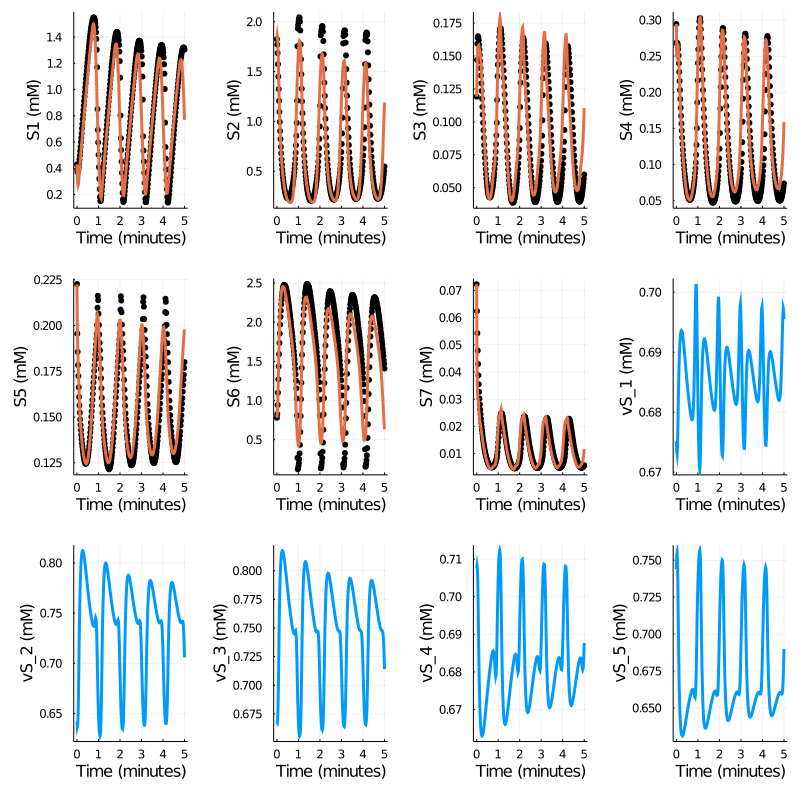 S1 (mM)
1.4
1.2
1.0
0.8
0.6
0.4
0.2
0 1 2 3 4 5
Time (minutes)
S2 (mM)
2.0
1.5
1.0
0.5
0 1 2 3 4 5
Time (minutes)
S3 (mM)
0.175
0.150
0.125
0.100
0.075
0.050
0 1 2 3 4 5
Time (minutes)
S4 (mM)
0.30
0.25
0.20
0.15
0.10
0.05
0 1 2 3 4 5
Time (minutes)
S5 (mM)
0.225
0.200
0.175
0.150
0.125
0 1 2 3 4 5
Time (minutes)
S6 (mM)
2.5
2.0
1.5
1.0
0.5
0 1 2 3 4 5
Time (minutes)
S7 (mM)
0.07
0.06
0.05
0.04
0.03
0.02
0.01
0 1 2 3 4 5
Time (minutes)
vS_1 (mM)
0.70
0.69
0.68
0.67
0 1 2 3 4 5
Time (minutes)
vS_2 (mM)
0.80
0.75
0.70
0.65
0 1 2 3 4 5
Time (minutes)
vS_3 (mM)
0.800
0.775
0.750
0.725
0.700
0.675
0 1 2 3 4 5
Time (minutes)
vS_4 (mM)
0.71
0.70
0.69
0.68
0.67
0 1 2 3 4 5
Time (minutes)
vS_5 (mM)
0.750
0.725
0.700
0.675
0.650
0 1 2 3 4 5
Time (minutes)